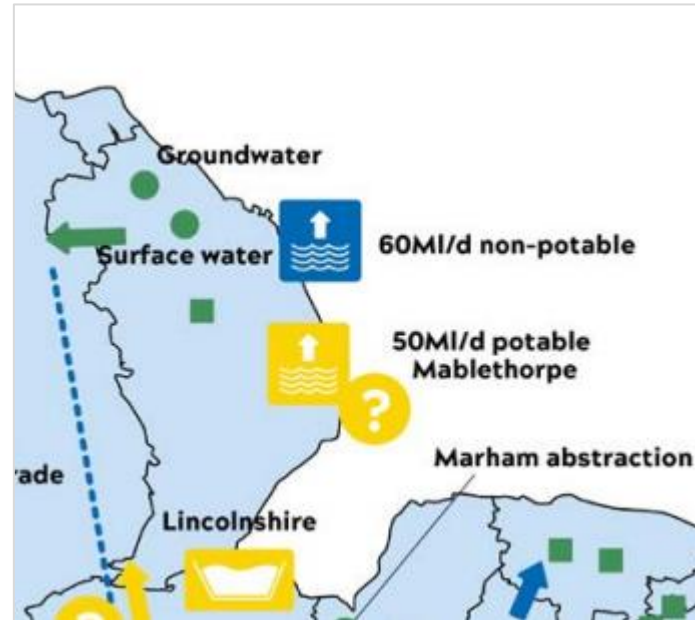 Groundwater
Surface water
60Ml/d non-potable
50Ml/d potable
Mablethorpe
?
rade
Marham abstraction
Lincolnshire
?